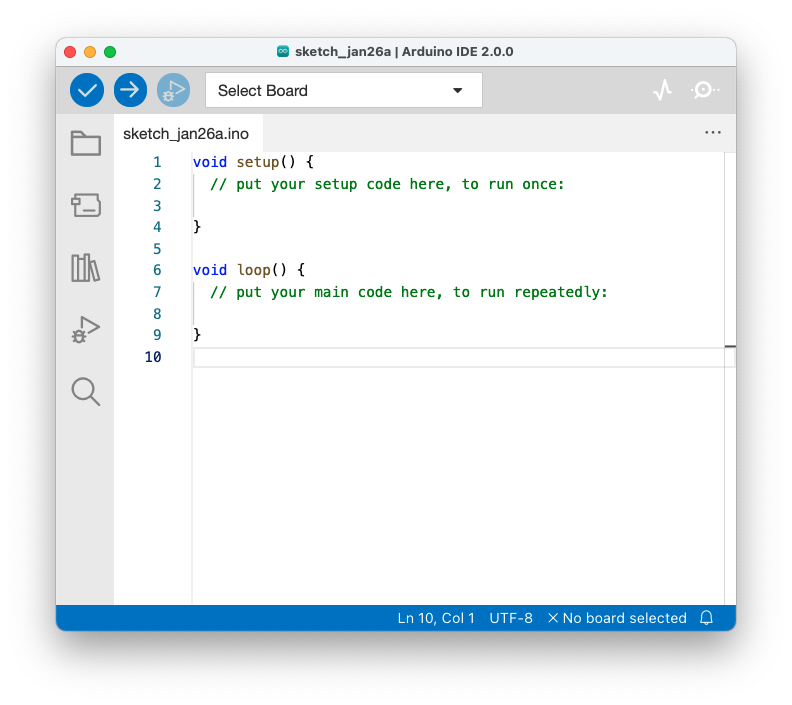 sketch_jan26a | Arduino IDE 2.0.0
Select Board
sketch_jan26a.ino
1 void setup() {
2 // put your setup code here, to run once:
3
4 }
5
6 void loop() {
7 // put your main code here, to run repeatedly:
8
9 }
10
Ln 10, Col 1 UTF-8 No board selected